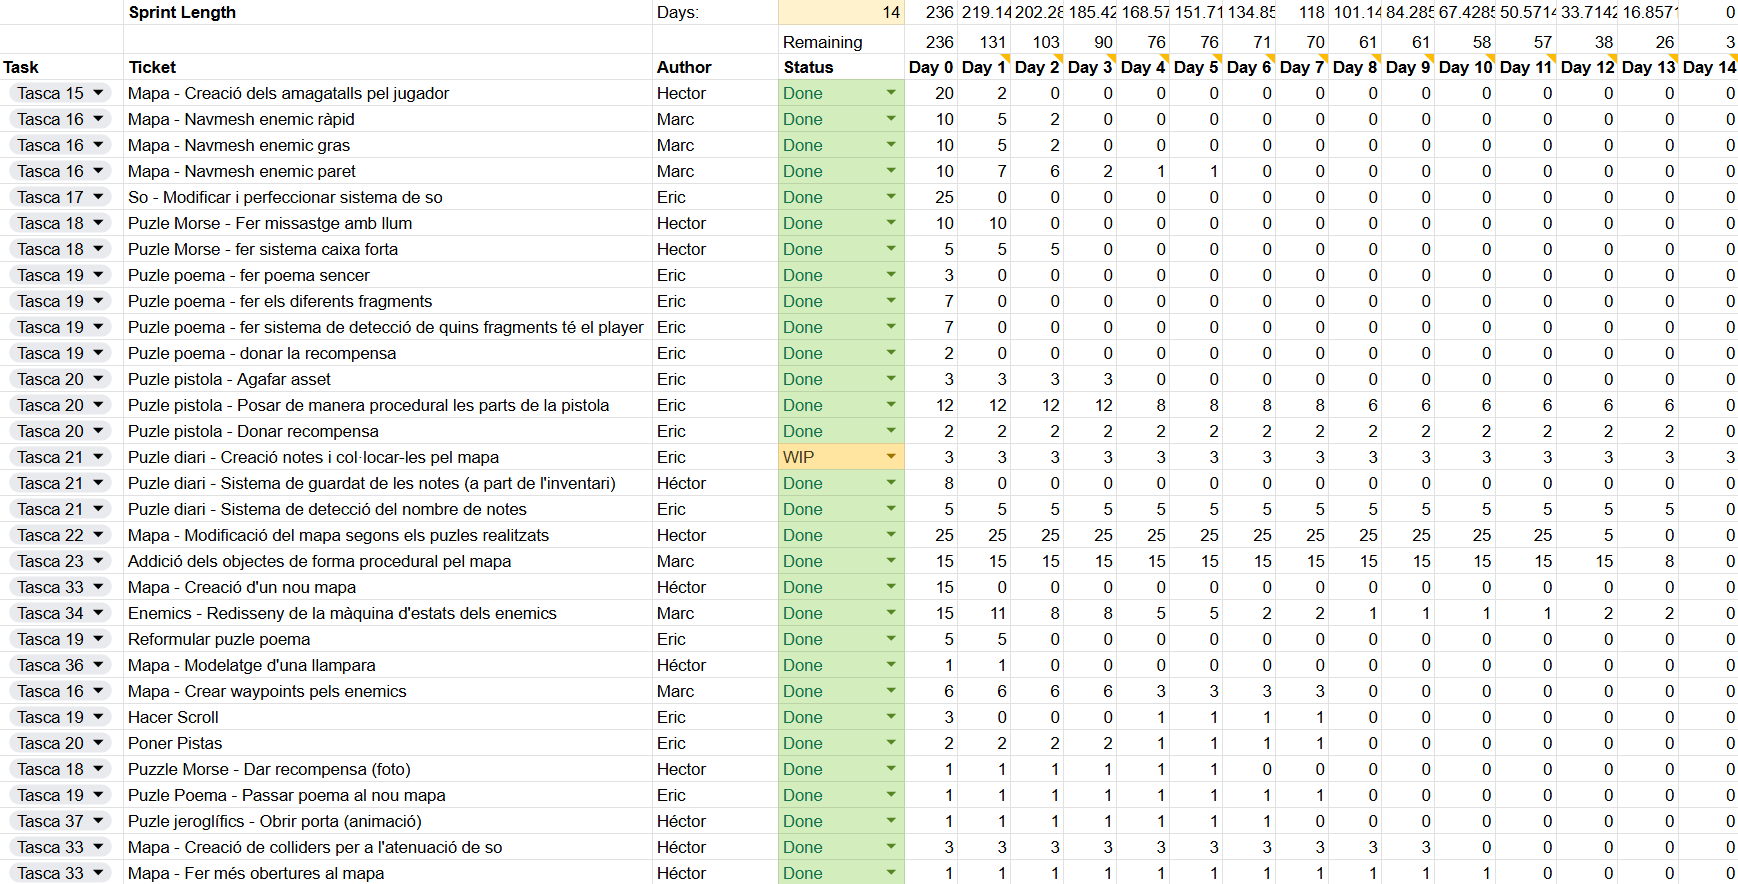 Sprint Length Days: 14 236 219.14 202.28 185.42 168.57 151.71 134.85 118 101.14 84.285 67.4285 50.5714 33.7142 16.8571 0
Remaining 236 131 103 90 76 76 71 70 61 61 58 57 38 26 3
Task Ticket Author Status Day 0 Day 1 Day 2 Day 3 Day 4 Day 5 Day 6 Day 7 Day 8 Day 9 Day 10 Day 11 Day 12 Day 13 Day 14
Tasca 15 Mapa - Creació dels amagatalls pel jugador Hector Done 20 2 0 0 0 0 0 0 0 0 0 0 0 0 0
Tasca 16 Mapa - Navmesh enemic ràpid Marc Done 10 5 2 0 0 0 0 0 0 0 0 0 0 0 0
Tasca 16 Mapa - Navmesh enemic gras Marc Done 10 5 2 0 0 0 0 0 0 0 0 0 0 0 0
Tasca 16 Mapa - Navmesh enemic paret Marc Done 10 7 6 2 1 1 0 0 0 0 0 0 0 0 0
Tasca 17 So - Modificar i perfeccionar sistema de so Eric Done 25 0 0 0 0 0 0 0 0 0 0 0 0 0 0
Tasca 18 Puzle Morse - Fer missastge amb llum Hector Done 10 10 0 0 0 0 0 0 0 0 0 0 0 0 0
Tasca 18 Puzle Morse - fer sistema caixa forta Hector Done 5 5 5 0 0 0 0 0 0 0 0 0 0 0 0
Tasca 19 Puzle poema - fer poema sencer Eric Done 3 0 0 0 0 0 0 0 0 0 0 0 0 0 0
Tasca 19 Puzle poema - fer els diferents fragments Eric Done 7 0 0 0 0 0 0 0 0 0 0 0 0 0 0
Tasca 19 Puzle poema - fer sistema de detecció de quins fragments té el player Eric Done 7 0 0 0 0 0 0 0 0 0 0 0 0 0 0
Tasca 19 Puzle poema - donar la recompensa Eric Done 2 0 0 0 0 0 0 0 0 0 0 0 0 0 0
Tasca 20 Puzle pistola - Agafar asset Eric Done 3 3 3 3 0 0 0 0 0 0 0 0 0 0 0
Tasca 20 Puzle pistola - Posar de manera procedural les parts de la pistola Eric Done 12 12 12 12 8 8 8 8 6 6 6 6 6 6 0
Tasca 20 Puzle pistola - Donar recompensa Eric Done 2 2 2 2 2 2 2 2 2 2 2 2 2 2 0
Tasca 21 Puzle diari - Creació notes i col·locar-les pel mapa Eric WIP 3 3 3 3 3 3 3 3 3 3 3 3 3 3 3
Tasca 21 Puzle diari - Sistema de guardat de les notes (a part de l'inventari) Héctor Done 8 0 0 0 0 0 0 0 0 0 0 0 0 0 0
Tasca 21 Puzle diari - Sistema de detecció del nombre de notes Eric Done 5 5 5 5 5 5 5 5 5 5 5 5 5 5 0
Tasca 22 Mapa - Modificació del mapa segons els puzles realitzats Hector Done 25 25 25 25 25 25 25 25 25 25 25 25 5 0 0
Tasca 23 Addició dels objectes de forma procedural pel mapa Marc Done 15 15 15 15 15 15 15 15 15 15 15 15 15 8 0
Tasca 33 Mapa - Creació d'un nou mapa Héctor Done 15 0 0 0 0 0 0 0 0 0 0 0 0 0 0
Tasca 34 Enemics - Redisseny de la màquina d'estats dels enemics Marc Done 15 11 8 8 5 5 2 2 1 1 1 1 2 2 0
Tasca 19 Reformular puzle poema Eric Done 5 5 0 0 0 0 0 0 0 0 0 0 0 0 0
Tasca 36 Mapa - Modelatge d'una llampara Héctor Done 1 1 0 0 0 0 0 0 0 0 0 0 0 0 0
Tasca 16 Mapa - Crear waypoints pels enemics Marc Done 6 6 6 6 3 3 3 3 0 0 0 0 0 0 0
Tasca 19 Hacer Scroll Eric Done 3 0 0 0 1 1 1 1 0 0 0 0 0 0 0
Tasca 20 Poner Pistas Eric Done 2 2 2 2 1 1 1 1 0 0 0 0 0 0 0
Tasca 18 Puzzle Morse - Dar recompensa (foto) Hector Done 1 1 1 1 1 1 0 0 0 0 0 0 0 0 0
Tasca 19 Puzle Poema - Passar poema al nou mapa Eric Done 1 1 1 1 1 1 1 1 0 0 0 0 0 0 0
Tasca 37 Puzle jeroglífics - Obrir porta (animació) Héctor Done 1 1 1 1 1 1 1 0 0 0 0 0 0 0 0
Tasca 33 Mapa - Creació de colliders per a l'atenuació de so Héctor Done 3 3 3 3 3 3 3 3 3 3 0 0 0 0 0
Tasca 33 Mapa - Fer més obertures al mapa Héctor Done 1 1 1 1 1 1 1 1 1 1 1 0 0 0 0